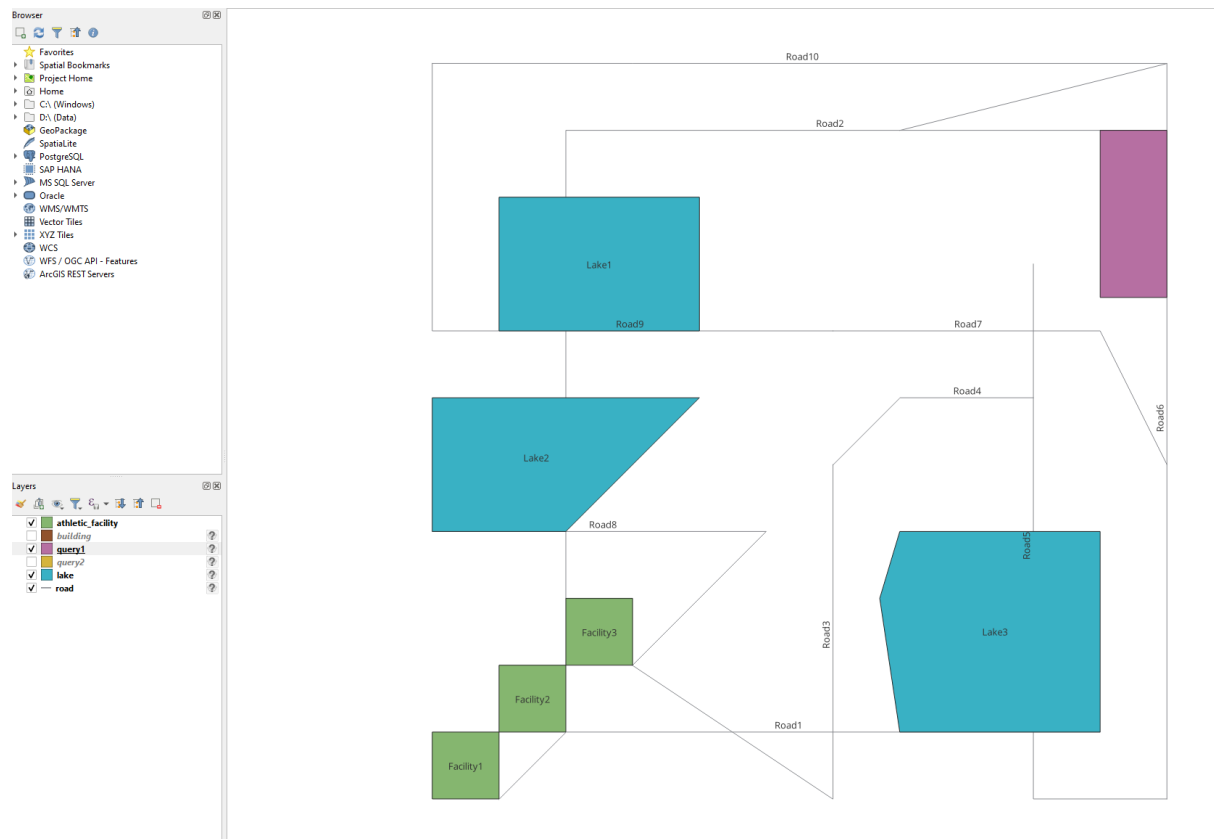 Browser
Favorites
Spatial Bookmarks
Project Home
Home
C:\ (Windows)
D:\ (Data)
GeoPackage
SpatiaLite
PostgreSQL
SAP HANA
MS SQL Server
Oracle
WMS/WMTS
Vector Tiles
XYZ Tiles
WCS
WFS / OGC API - Features
ArcGIS REST Servers
Layers
athletic_facility
building
?
query1
?
query2
?
lake
?
road
?
Road10
Road2
Lake1
Road9
Road7
Road4
Road6
Lake2
Road8
Road5
Facility3
Road3
Lake3
Facility2
Road1
Facility1